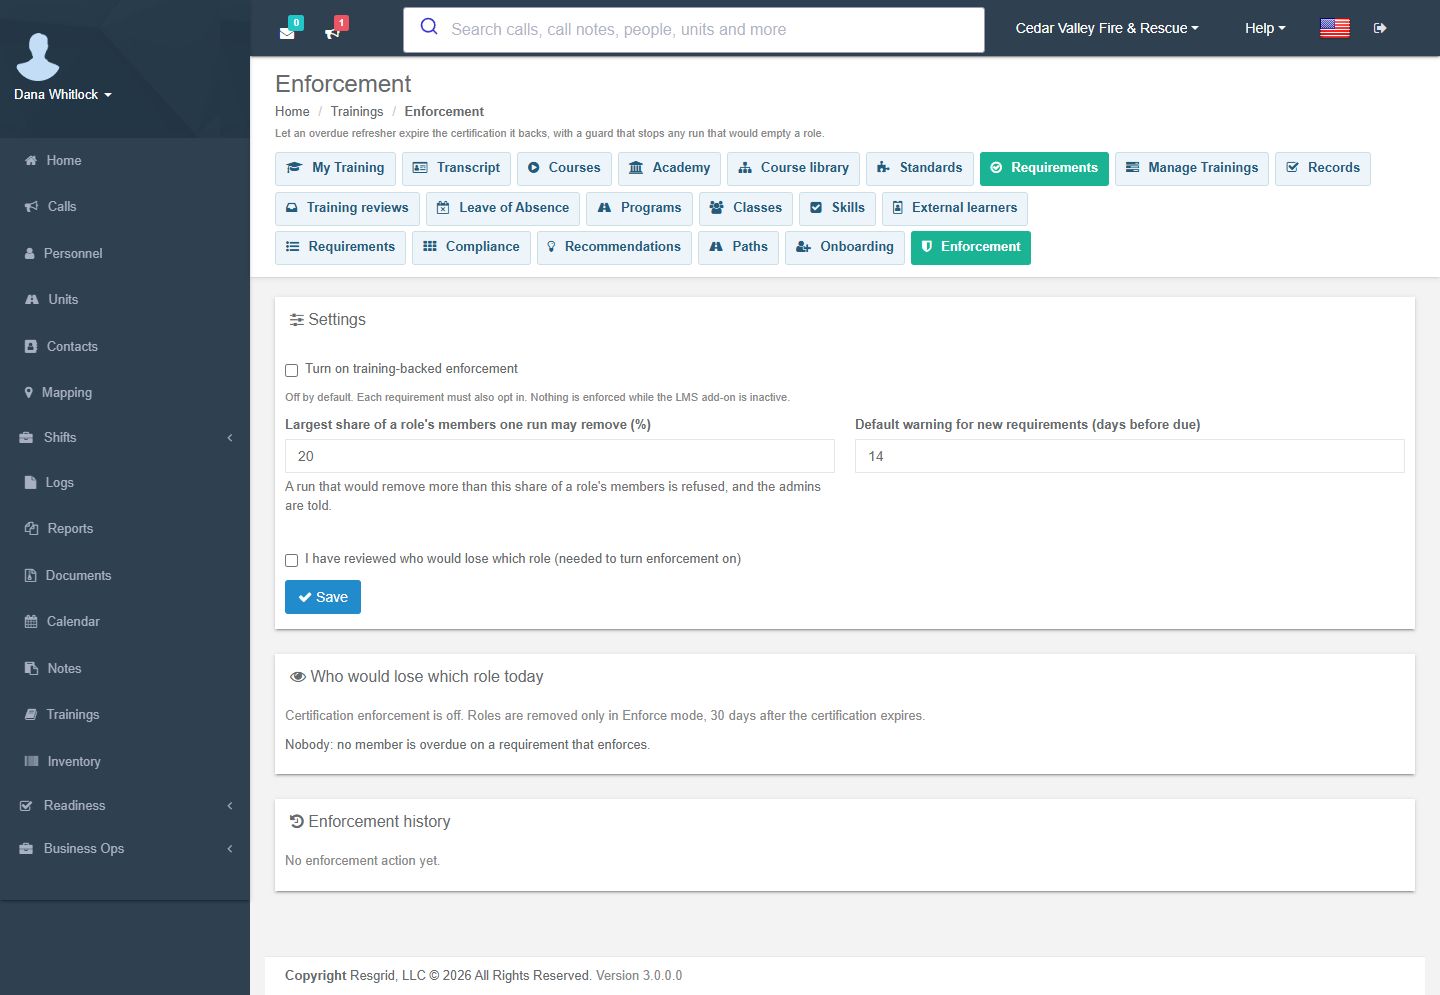 0
1
Search calls, call notes, people, units and more
Cedar Valley Fire & Rescue
Help
Dana Whitlock
Home
Calls
Personnel
Units
Contacts
Mapping
Shifts
Logs
Reports
Documents
Calendar
Notes
Trainings
Inventory
Readiness
Business Ops
Enforcement
Home / Trainings / Enforcement
Let an overdue refresher expire the certification it backs, with a guard that stops any run that would empty a role.
My Training Transcript Courses Academy Course library Standards Requirements Manage Trainings Records
Training reviews Leave of Absence Programs Classes Skills External learners
Requirements Compliance Recommendations Paths Onboarding Enforcement
Settings
Turn on training-backed enforcement
Off by default. Each requirement must also opt in. Nothing is enforced while the LMS add-on is inactive.
Largest share of a role's members one run may remove (%)
20
A run that would remove more than this share of a role's members is refused, and the admins
are told.
Default warning for new requirements (days before due)
14
I have reviewed who would lose which role (needed to turn enforcement on)
Save
Who would lose which role today
Certification enforcement is off. Roles are removed only in Enforce mode, 30 days after the certification expires.
Nobody: no member is overdue on a requirement that enforces.
Enforcement history
No enforcement action yet.
Copyright Resgrid, LLC © 2026 All Rights Reserved. Version 3.0.0.0